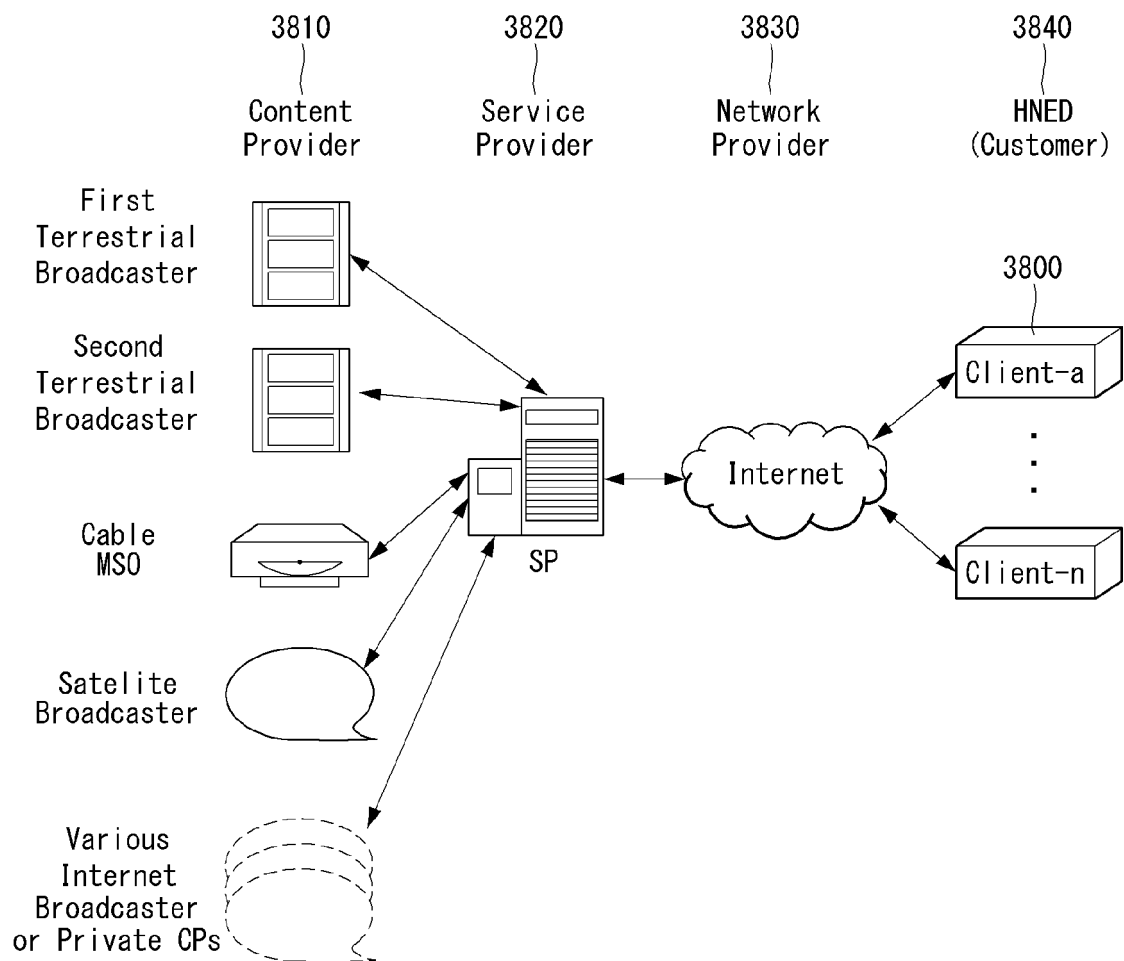 3810
3820
3830
3840
Content
Provider
Service
Provider
Network
Provider
HNED
(Customer)
First
Terrestrial
Broadcaster
3800
Client-a
Second
Terrestrial
Broadcaster
Internet
Cable
MSO
SP
Client-n
Satelite
Broadcaster
Various
Internet
Broadcaster
or Private CPs